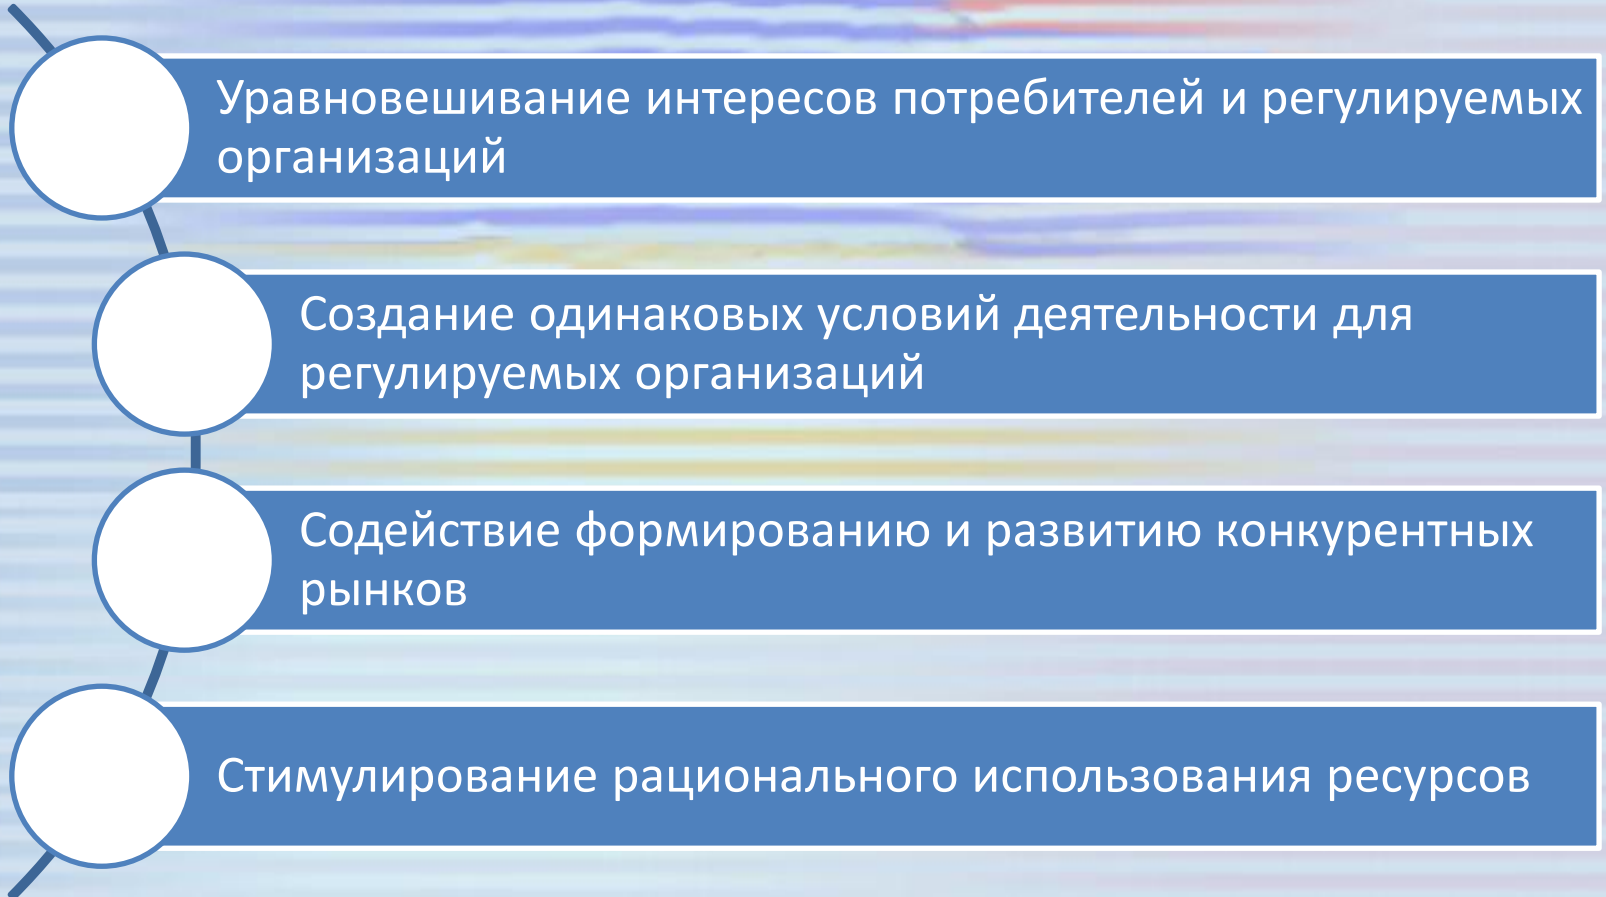 Уравновешивание интересов потребителей и регулируемых
организаций
Создание одинаковых условий деятельности для
регулируемых организаций
Содействие формированию и развитию конкурентных
рынков
Стимулирование рационального использования ресурсов